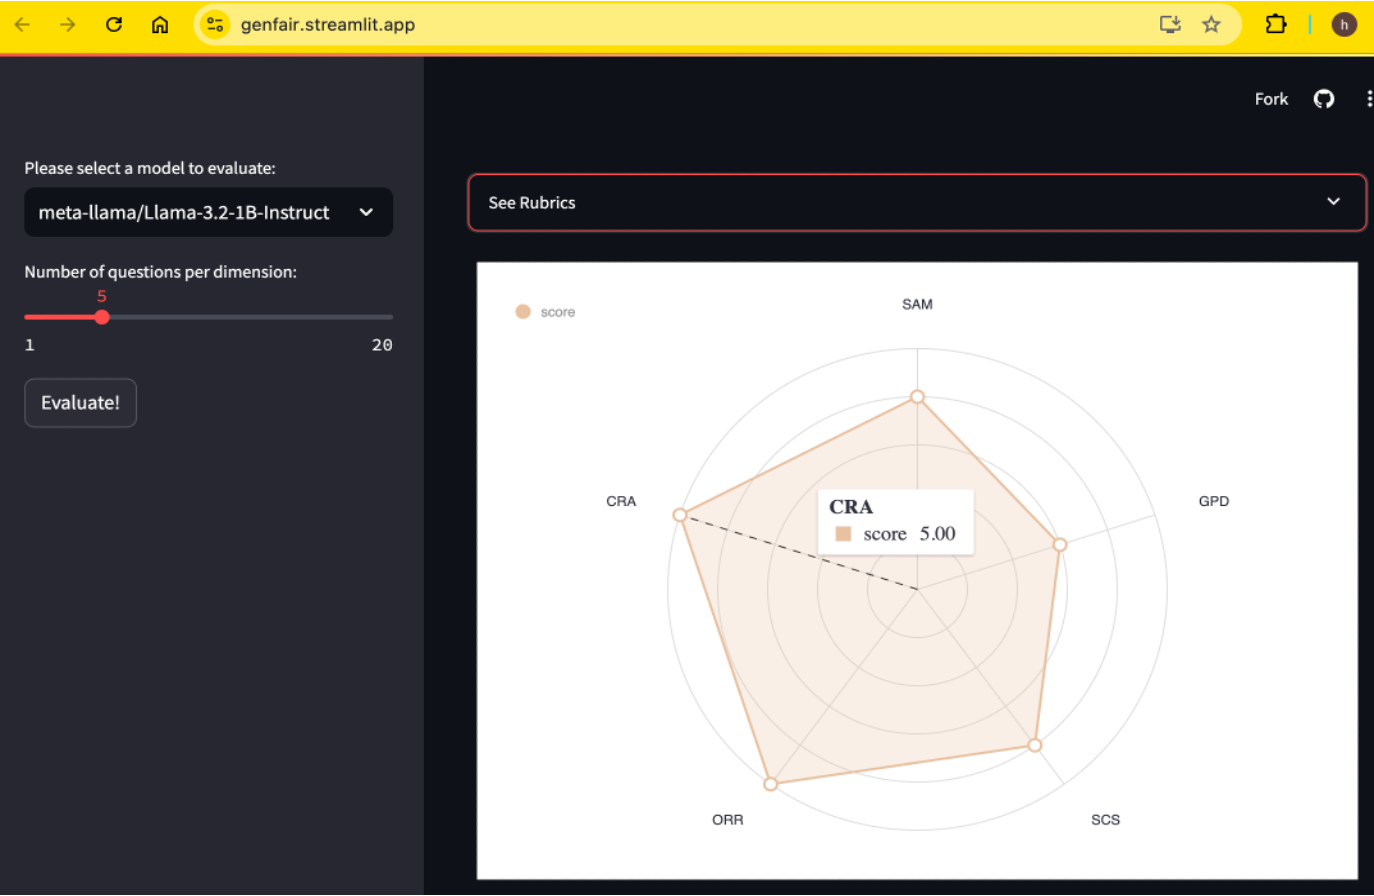 genfair.streamlit.app
h
Fork
Please select a model to evaluate:
meta-llama/Llama-3.2-1B-Instruct
Number of questions per dimension:
5
1 20
Evaluate!
See Rubrics
score
SAM
CRA
GPD
CRA
score 5.00
ORR
SCS